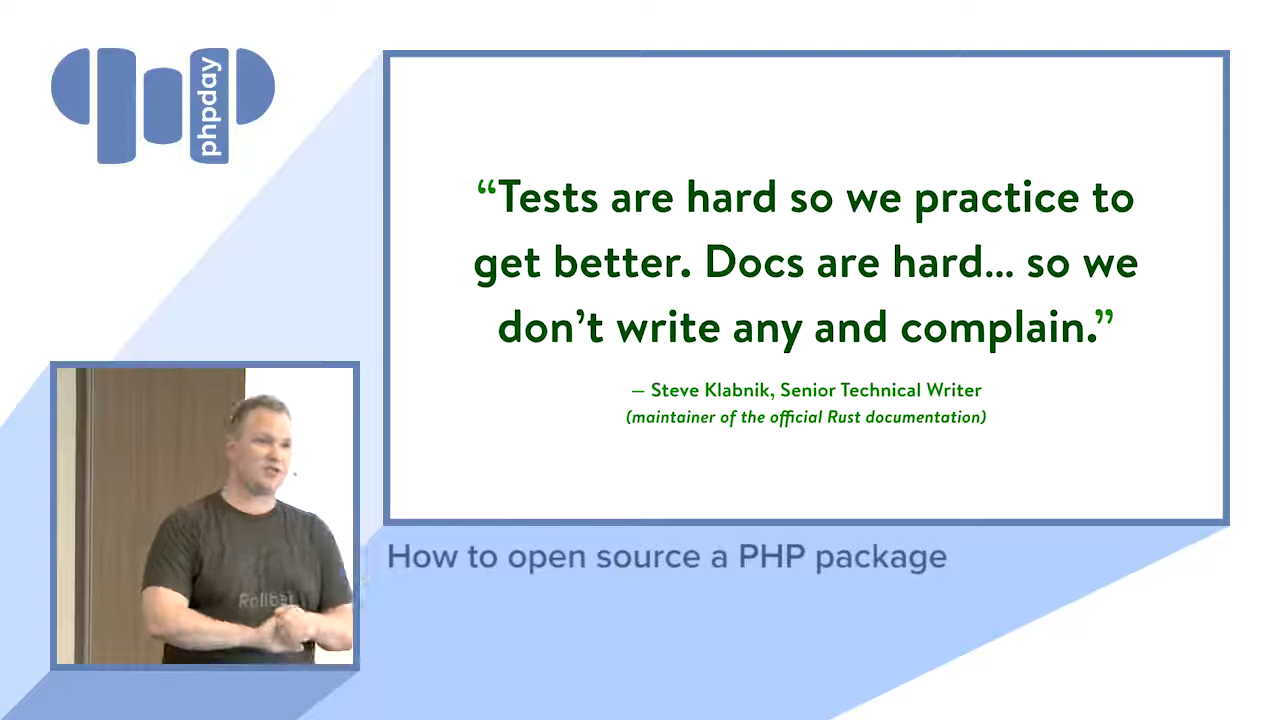 phpday
“Tests are hard so we practice to
get better. Docs are hard... so we
don’t write any and complain.”
— Steve Klabnik, Senior Technical Writer
(maintainer of the official Rust documentation)
How to open source a PHP package
Rollbar